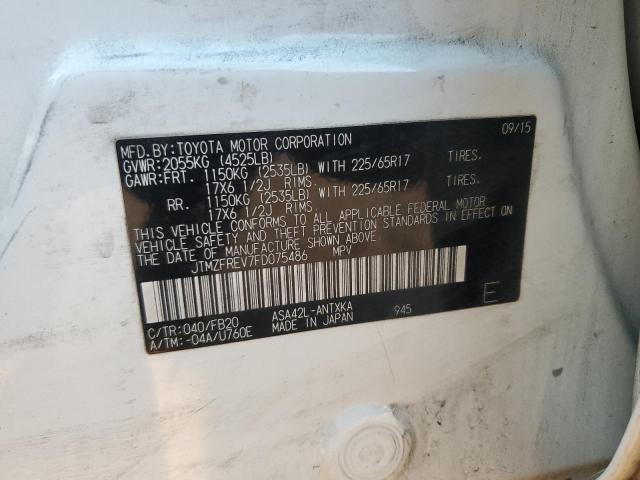 09/15
MFD.BY:TOYOTA MOTOR CORPORATION
GVWR:2055KG (4525LB)
GAWR:FRT. 1150KG (2535LB) WITH 225/65R17 TIRES.
17X6 1/2J RIMS
RR. 1150KG (2535LB) WITH 225/65R17 TIRES.
17X6 1/2J RIMS
THIS VEHICLE CONFORMS TO ALL APPLICABLE FEDERAL MOTOR
VEHICLE SAFETY AND THEFT PREVENTION STANDARDS IN EFFECT ON
THE DATE OF MANUFACTURE SHOWN ABOVE.
JTMZFREV7FD075486 MPV
C/TR:040/FB20 ASA42L-ANTXKA 945 E
A/TM:-04A/U760E MADE IN JAPAN